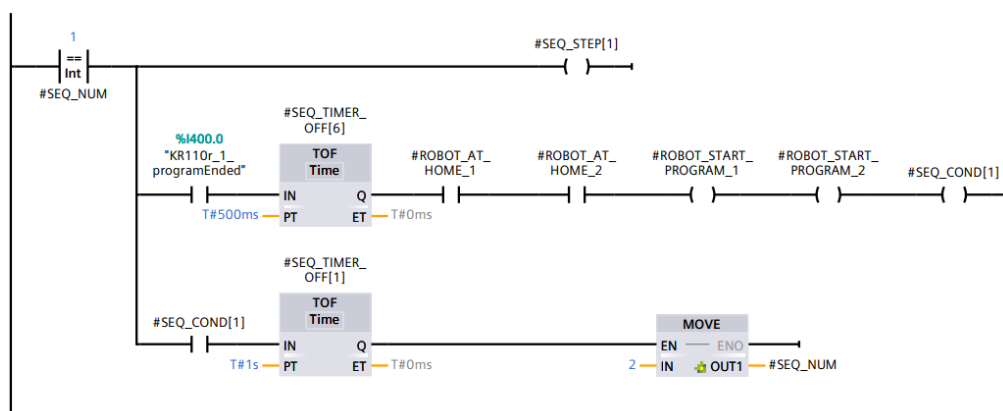 1
==
Int
#SEQ_NUM
#SEQ_STEP[1]
%I400.0
"KR110r_1_
programEnded"
#SEQ_TIMER_
OFF[6]
TOF
Time
IN
Q
T#500ms
PT
ET
T#0ms
#ROBOT_AT_
HOME_1
#ROBOT_AT_
HOME_2
#ROBOT_START_
PROGRAM_1
#ROBOT_START_
PROGRAM_2
#SEQ_COND[1]
#SEQ_COND[1]
#SEQ_TIMER_
OFF[1]
TOF
Time
IN
Q
T#1s
PT
ET
T#0ms
MOVE
EN
ENO
2
IN
OUT1
#SEQ_NUM